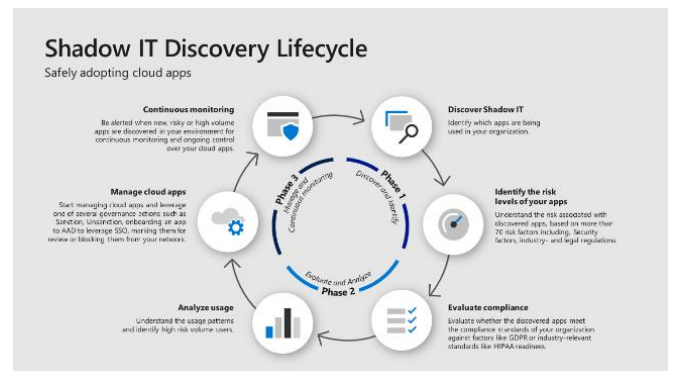 Shadow IT Discovery Lifecycle
Safely adopting cloud apps
Continuous monitoring
Be alerted when new, risky or high volume
apps are discovered in your environment for
continuous monitoring and ongoing control
over your cloud apps.
Discover Shadow IT
Identify which apps are being
used in your organization.
Manage cloud apps
Start managing cloud apps and leverage
one of several governance actions such as
Sanction, Unsanction, onboarding an app
to AAD to leverage SSO, marking them for
review or blocking them from your network.
Phase 3
Manage and
Continuous monitoring
Phase 1
Discover and Identify
Identify the risk
levels of your apps
Understand the risk associated with
discovered apps, based on more than
70 risk factors including, Security
factors, industry- and legal regulations.
Evaluate and Analyze
Phase 2
Analyze usage
Understand the usage patterns
and identify high risk volume users.
Evaluate compliance
Evaluate whether the discovered apps meet
the compliance standards of your organization
against factors like GDPR or industry-relevant
standards like HIPAA readiness.